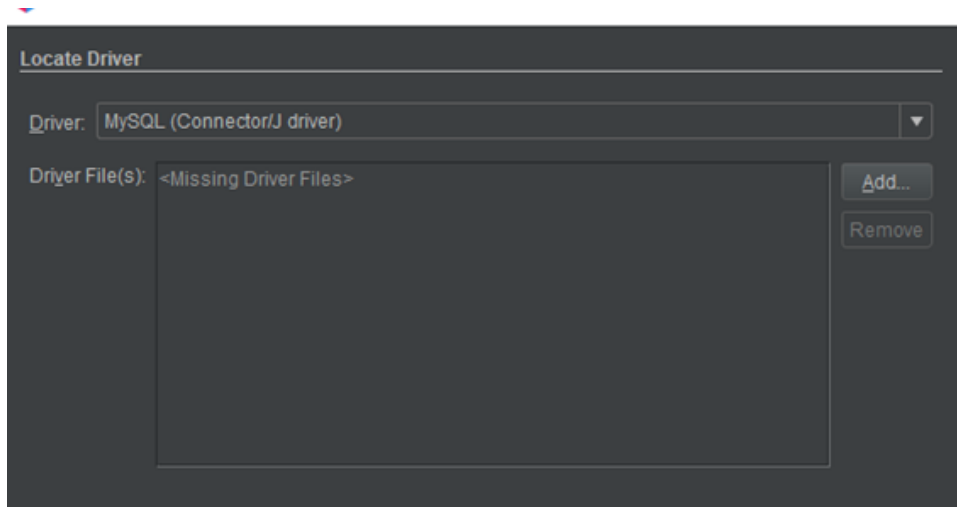 Locate Driver
Driver: MySQL (Connector/J driver)
Driver File(s): <Missing Driver Files>
Add...
Remove